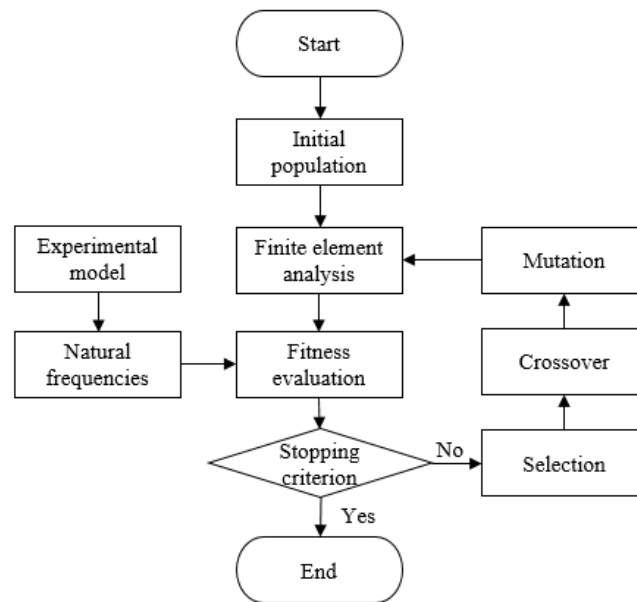 Start
Initial
population
Experimental
model
Finite element
analysis
Mutation
Natural
frequencies
Fitness
evaluation
Crossover
Stopping
criterion
No
Selection
Yes
End